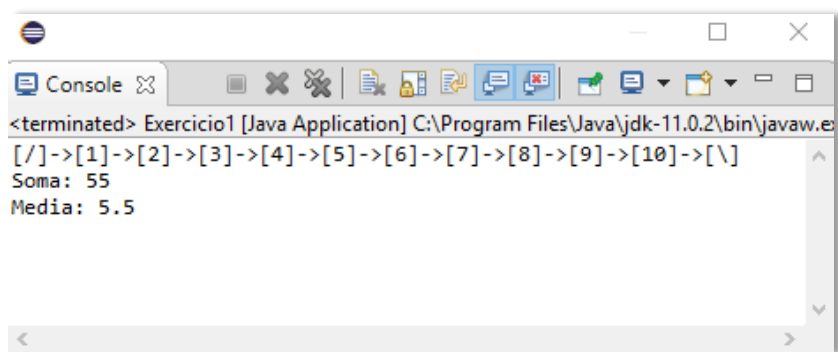 Console
<terminated> Exercicio1 [Java Application] C:\Program Files\Java\jdk-11.0.2\bin\javaw.e
[/]->[1]->[2]->[3]->[4]->[5]->[6]->[7]->[8]->[9]->[10]->[\]
Soma: 55
Media: 5.5